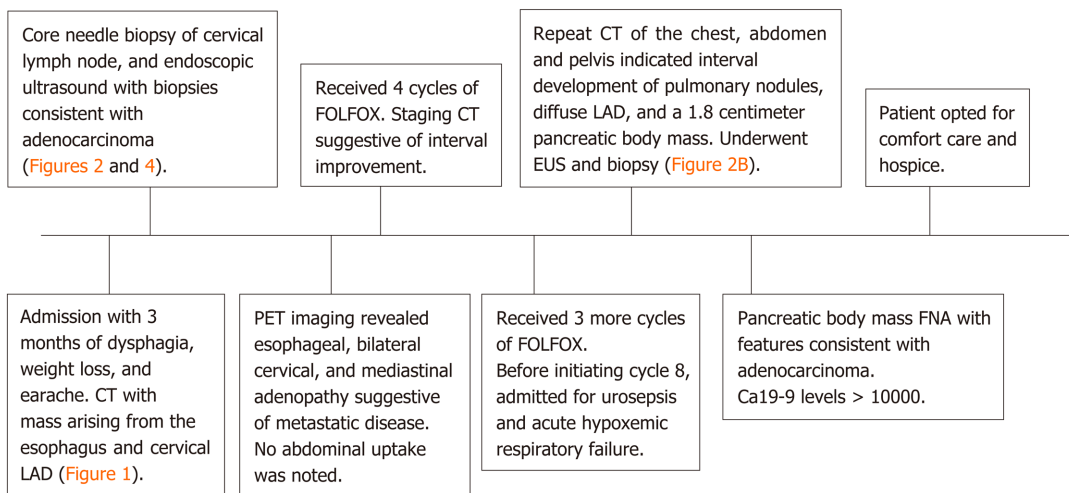 Core needle biopsy of cervical
lymph node, and endoscopic
ultrasound with biopsies
consistent with
adenocarcinoma
(Figures 2 and 4).
Received 4 cycles of
FOLFOX. Staging CT
suggestive of interval
improvement.
Repeat CT of the chest, abdomen
and pelvis indicated interval
development of pulmonary nodules,
diffuse LAD, and a 1.8 centimeter
pancreatic body mass. Underwent
EUS and biopsy (Figure 2B).
Patient opted for
comfort care and
hospice.
Admission with 3
months of dysphagia,
weight loss, and
earache. CT with
mass arising from the
esophagus and cervical
LAD (Figure 1).
PET imaging revealed
esophageal, bilateral
cervical, and mediastinal
adenopathy suggestive
of metastatic disease.
No abdominal uptake
was noted.
Received 3 more cycles
of FOLFOX.
Before initiating cycle 8,
admitted for urosepsis
and acute hypoxemic
respiratory failure.
Pancreatic body mass FNA with
features consistent with
adenocarcinoma.
Ca19-9 levels > 10000.